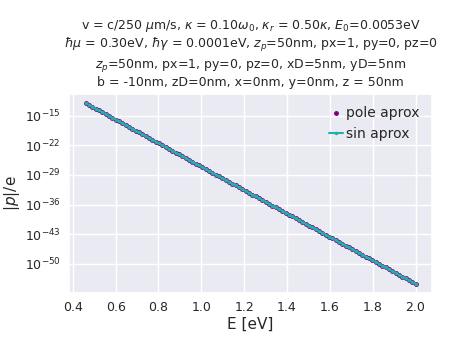 v = c/250 μm/s, κ = 0.10ω₀, κᵣ = 0.50κ, E₀=0.0053eV
ℏμ = 0.30eV, ℏγ = 0.0001eV, zₚ=50nm, px=1, py=0, pz=0
zₚ=50nm, px=1, py=0, pz=0, xD=5nm, yD=5nm
b = -10nm, zD=0nm, x=0nm, y=0nm, z = 50nm
pole aprox
sin aprox
|p|/e
10⁻¹⁵
10⁻²²
10⁻²⁹
10⁻³⁶
10⁻⁴³
10⁻⁵⁰
0.4 0.6 0.8 1.0 1.2 1.4 1.6 1.8 2.0
E [eV]